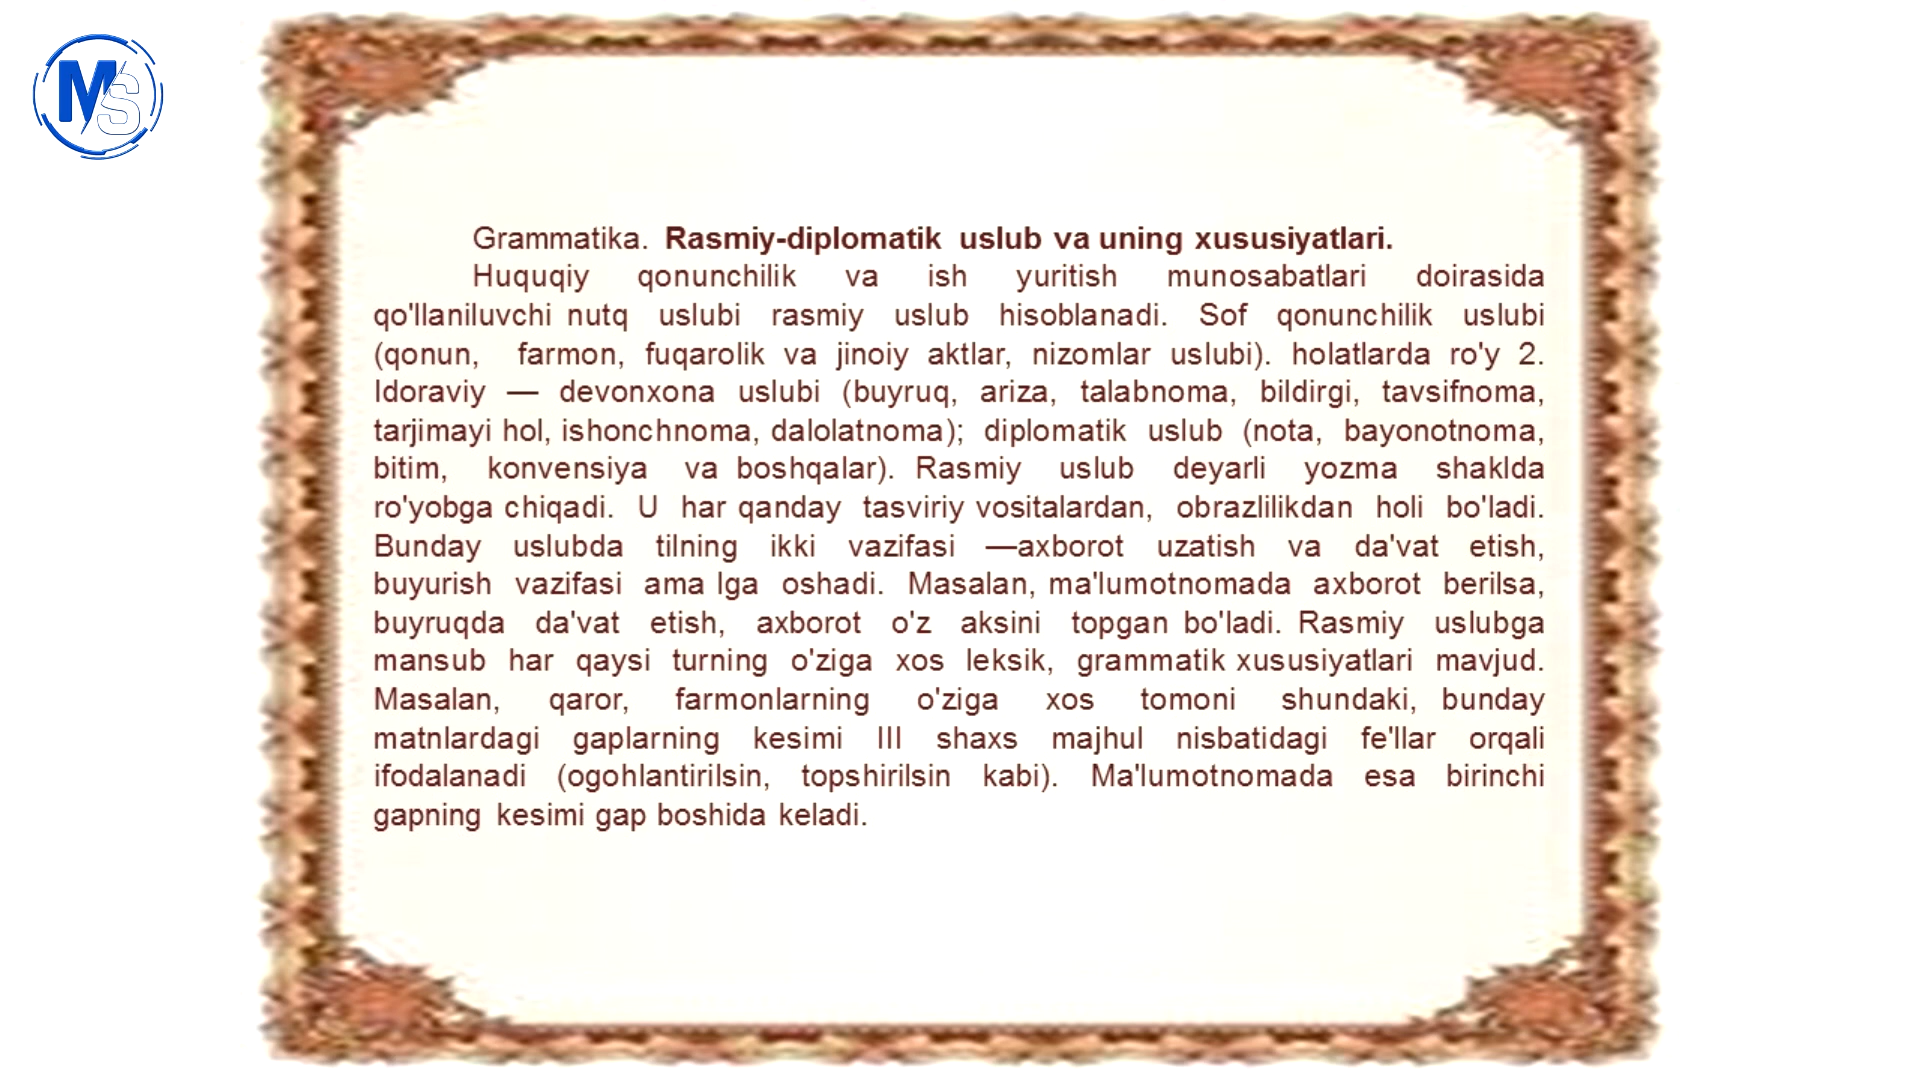 MS
Grammatika. Rasmiy-diplomatik uslub va uning xususiyatlari.
Huquqiy qonunchilik va ish yuritish munosabatlari doirasida
qo'llaniluvchi nutq uslubi rasmiy uslub hisoblanadi. Sof qonunchilik uslubi
(qonun, farmon, fuqarolik va jinoiy aktlar, nizomlar uslubi). holatlarda ro'y 2.
Idoraviy — devonxona uslubi (buyruq, ariza, talabnoma, bildirgi, tavsifnoma,
tarjimayi hol, ishonchnoma, dalolatnoma); diplomatik uslub (nota, bayonotnoma,
bitim, konvensiya va boshqalar). Rasmiy uslub deyarli yozma shaklda
ro'yobga chiqadi. U har qanday tasviriy vositalardan, obrazlilikdan holi bo'ladi.
Bunday uslubda tilning ikki vazifasi —axborot uzatish va da'vat etish,
buyurish vazifasi ama lga oshadi. Masalan, ma'lumotnomada axborot berilsa,
buyruqda da'vat etish, axborot o'z aksini topgan bo'ladi. Rasmiy uslubga
mansub har qaysi turning o'ziga xos leksik, grammatik xususiyatlari mavjud.
Masalan, qaror, farmonlarning o'ziga xos tomoni shundaki, bunday
matnlardagi gaplarning kesimi III shaxs majhul nisbatidagi fe'llar orqali
ifodalanadi (ogohlantirilsin, topshirilsin kabi). Ma'lumotnomada esa birinchi
gapning kesimi gap boshida keladi.